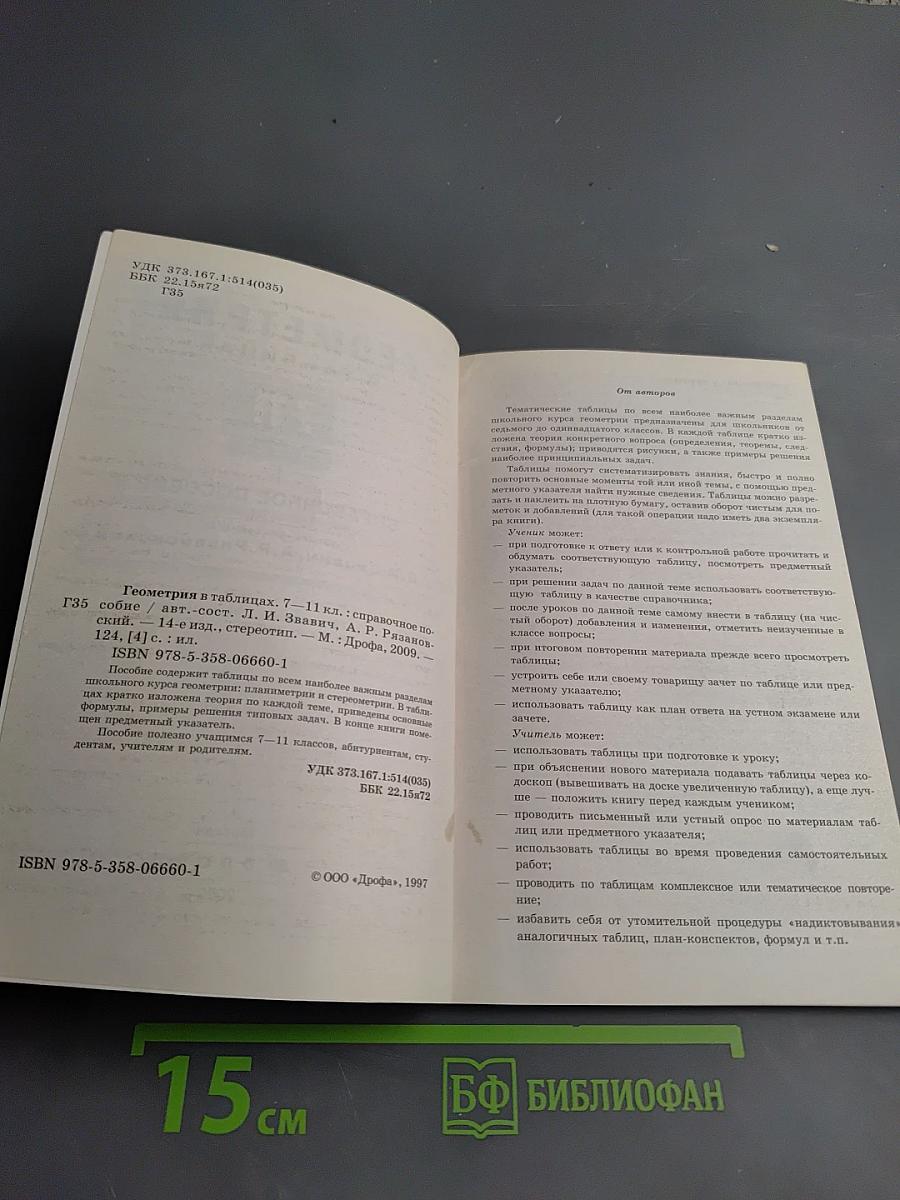 УДК 373.167.1:514(035)
ББК 22.15я72
Г35
Геометрия в таблицах. 7—11 кл. : справочное по-
Г35 собие / авт.-сост. Л. И. Звавич, А. Р. Рязанов-
ский. — 14-е изд., стереотип. — М. : Дрофа, 2009. —
124, [4] с. : ил.
ISBN 978-5-358-06660-1
Пособие содержит таблицы по всем наиболее важным разделам
школьного курса геометрии: планиметрии и стереометрии. В табли-
цах кратко изложена теория по каждой теме, приведены основные
формулы, примеры решения типовых задач. В конце книги поме-
щен предметный указатель.
Пособие полезно учащимся 7—11 классов, абитуриентам, сту-
дентам, учителям и родителям.
УДК 373.167.1:514(035)
ББК 22.15я72
ISBN 978-5-358-06660-1
© ООО «Дрофа», 1997
От авторов
Тематические таблицы по всем наиболее важным разделам
школьного курса геометрии предназначены для школьников от
седьмого до одиннадцатого классов. В каждой таблице кратко из-
ложена теория конкретного вопроса (определения, теоремы, след-
ствия, формулы); приводятся рисунки, а также примеры решения
наиболее принципиальных задач.
Таблицы помогут систематизировать знания, быстро и полно
повторить основные моменты той или иной темы, с помощью пред-
метного указателя найти нужные сведения. Таблицы можно разре-
зать и наклеить на плотную бумагу, оставив оборот чистым для по-
меток и добавлений (для такой операции надо иметь два экземпля-
ра книги).
Ученик может:
— при подготовке к ответу или к контрольной работе прочитать и
обдумать соответствующую таблицу, посмотреть предметный
указатель;
— при решении задач по данной теме использовать соответствую-
щую таблицу в качестве справочника;
— после уроков по данной теме самому внести в таблицу (на чис-
тый оборот) добавления и изменения, отметить неизученные в
классе вопросы;
— при итоговом повторении материала прежде всего просмотреть
таблицы;
— устроить себе или своему товарищу зачет по таблице или пред-
метному указателю;
— использовать таблицу как план ответа на устном экзамене или
зачете.
Учитель может:
— использовать таблицы при подготовке к уроку;
— при объяснении нового материала подавать таблицы через ко-
доскоп (вывешивать на доске увеличенную таблицу), а еще луч-
ше — положить книгу перед каждым учеником;
— проводить письменный или устный опрос по материалам таб-
лиц или предметного указателя;
— использовать таблицы во время проведения самостоятельных
работ;
— проводить по таблицам комплексное или тематическое повторе-
ние;
— избавить себя от утомительной процедуры «надиктовывания»
аналогичных таблиц, план-конспектов, формул и т.п.
15 см
БФ БИБЛИОФАН